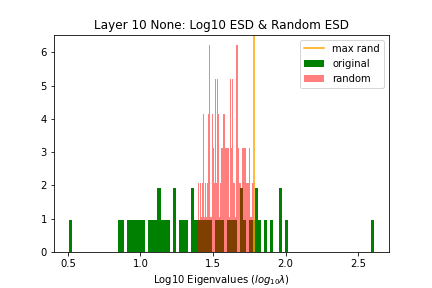 Layer 10 None: Log10 ESD & Random ESD
max rand
original
random
6
5
4
3
2
1
0
0.5 1.0 1.5 2.0 2.5
Log10 Eigenvalues (log₁₀λ)